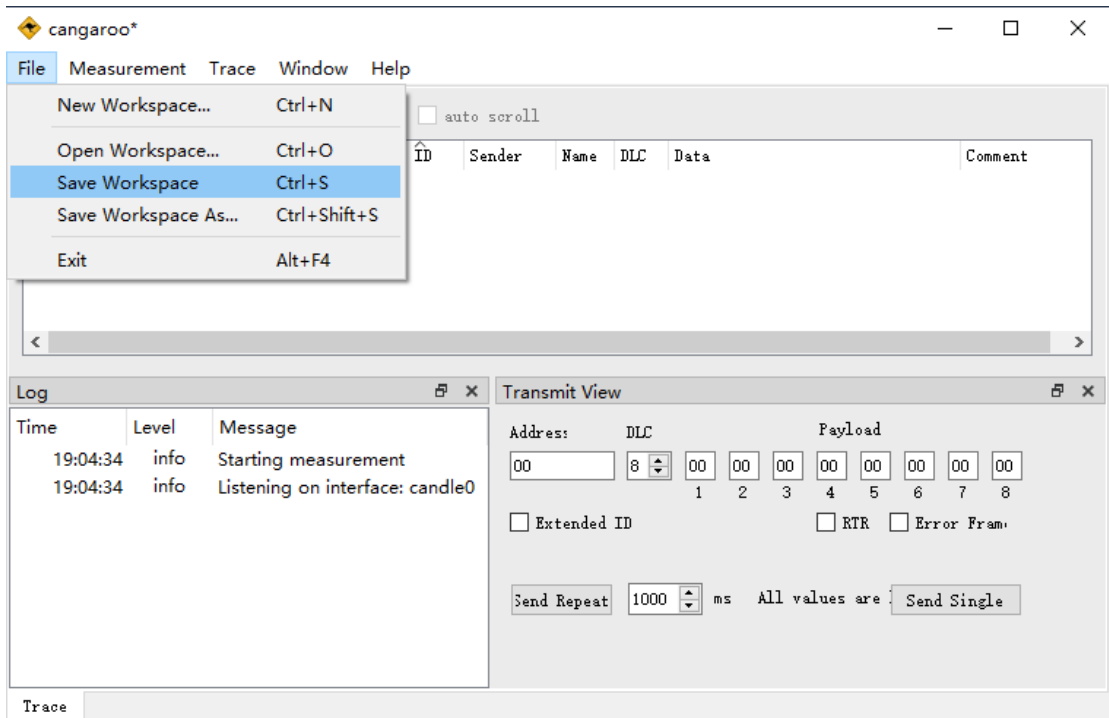 cangaroo*
File Measurement Trace Window Help
New Workspace... Ctrl+N
Open Workspace... Ctrl+O
Save Workspace Ctrl+S
Save Workspace As... Ctrl+Shift+S
Exit Alt+F4
auto scroll
ID Sender Name DLC Data Comment
Log
Time Level Message
19:04:34 info Starting measurement
19:04:34 info Listening on interface: candle0
Transmit View
Address DLC Payload
00 8 00 00 00 00 00 00 00 00
1 2 3 4 5 6 7 8
Extended ID RTR Error Fram
Send Repeat 1000 ms All values are Send Single
Trace